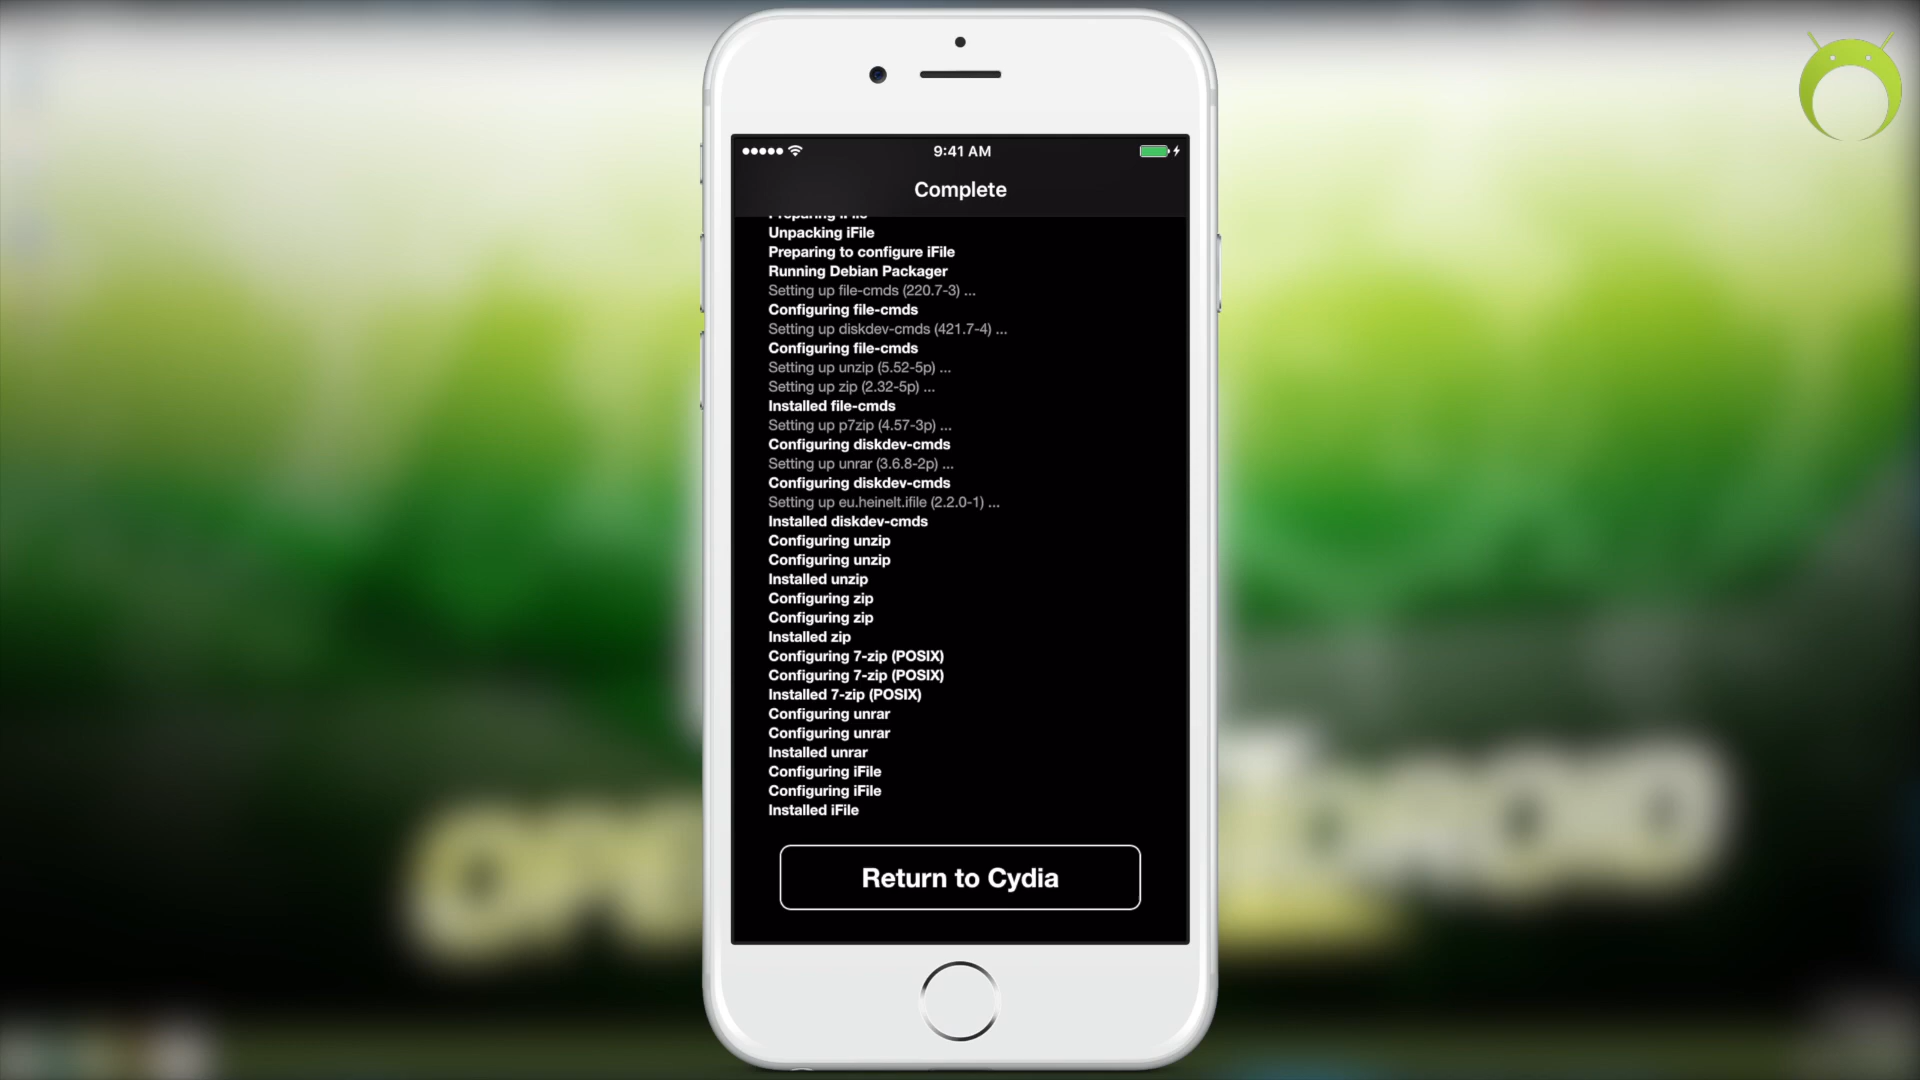 9:41 AM
Complete
Preparing iFile
Unpacking iFile
Preparing to configure iFile
Running Debian Packager
Setting up file-cmds (220.7-3) ...
Configuring file-cmds
Setting up diskdev-cmds (421.7-4) ...
Configuring file-cmds
Setting up unzip (5.52-5p) ...
Setting up zip (2.32-5p) ...
Installed file-cmds
Setting up p7zip (4.57-3p) ...
Configuring diskdev-cmds
Setting up unrar (3.6.8-2p) ...
Configuring diskdev-cmds
Setting up eu.heinelt.ifile (2.2.0-1) ...
Installed diskdev-cmds
Configuring unzip
Configuring unzip
Installed unzip
Configuring zip
Configuring zip
Installed zip
Configuring 7-zip (POSIX)
Configuring 7-zip (POSIX)
Installed 7-zip (POSIX)
Configuring unrar
Configuring unrar
Installed unrar
Configuring iFile
Configuring iFile
Installed iFile
Return to Cydia